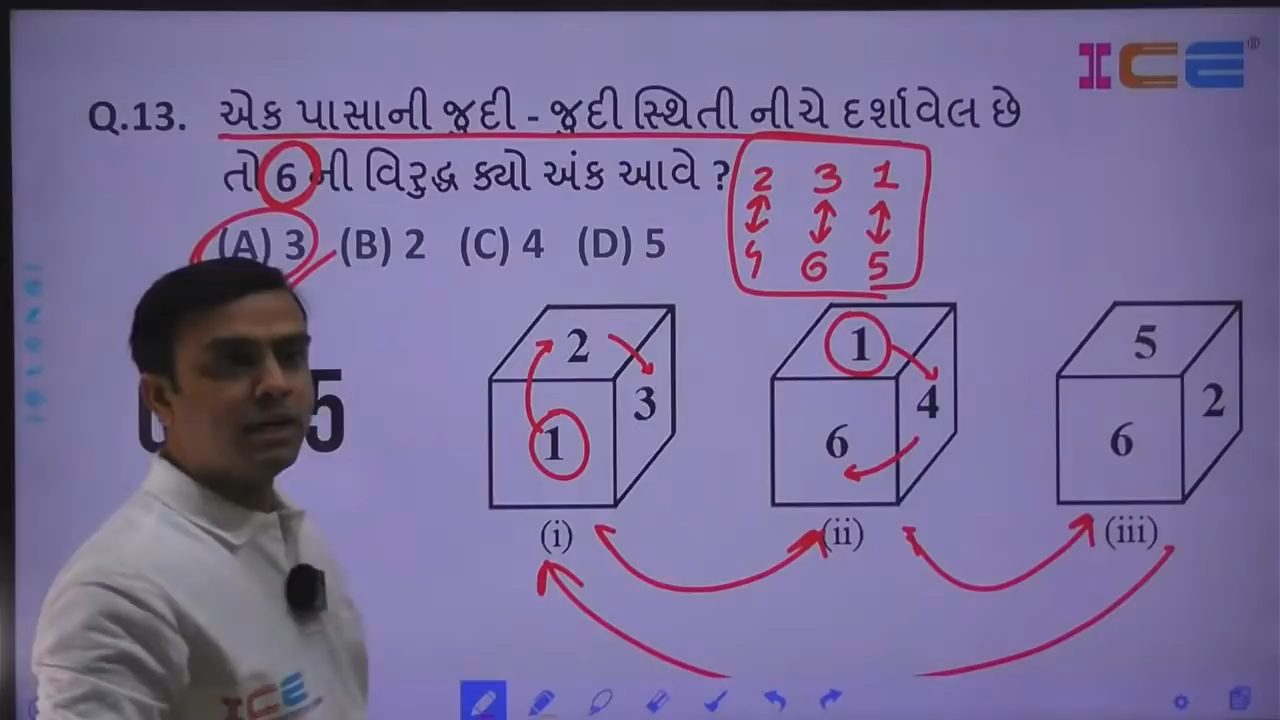 ICE®
Q.13. એક પાસાની જુદી - જુદી સ્થિતી નીચે દર્શાવેલ છે
તો 6 ની વિરુદ્ધ ક્યો અંક આવે ?
2 3 1
4 6 5
(A) 3 (B) 2 (C) 4 (D) 5
2
3
1
(i)
1
4
6
(ii)
5
2
6
(iii)
5
ICE